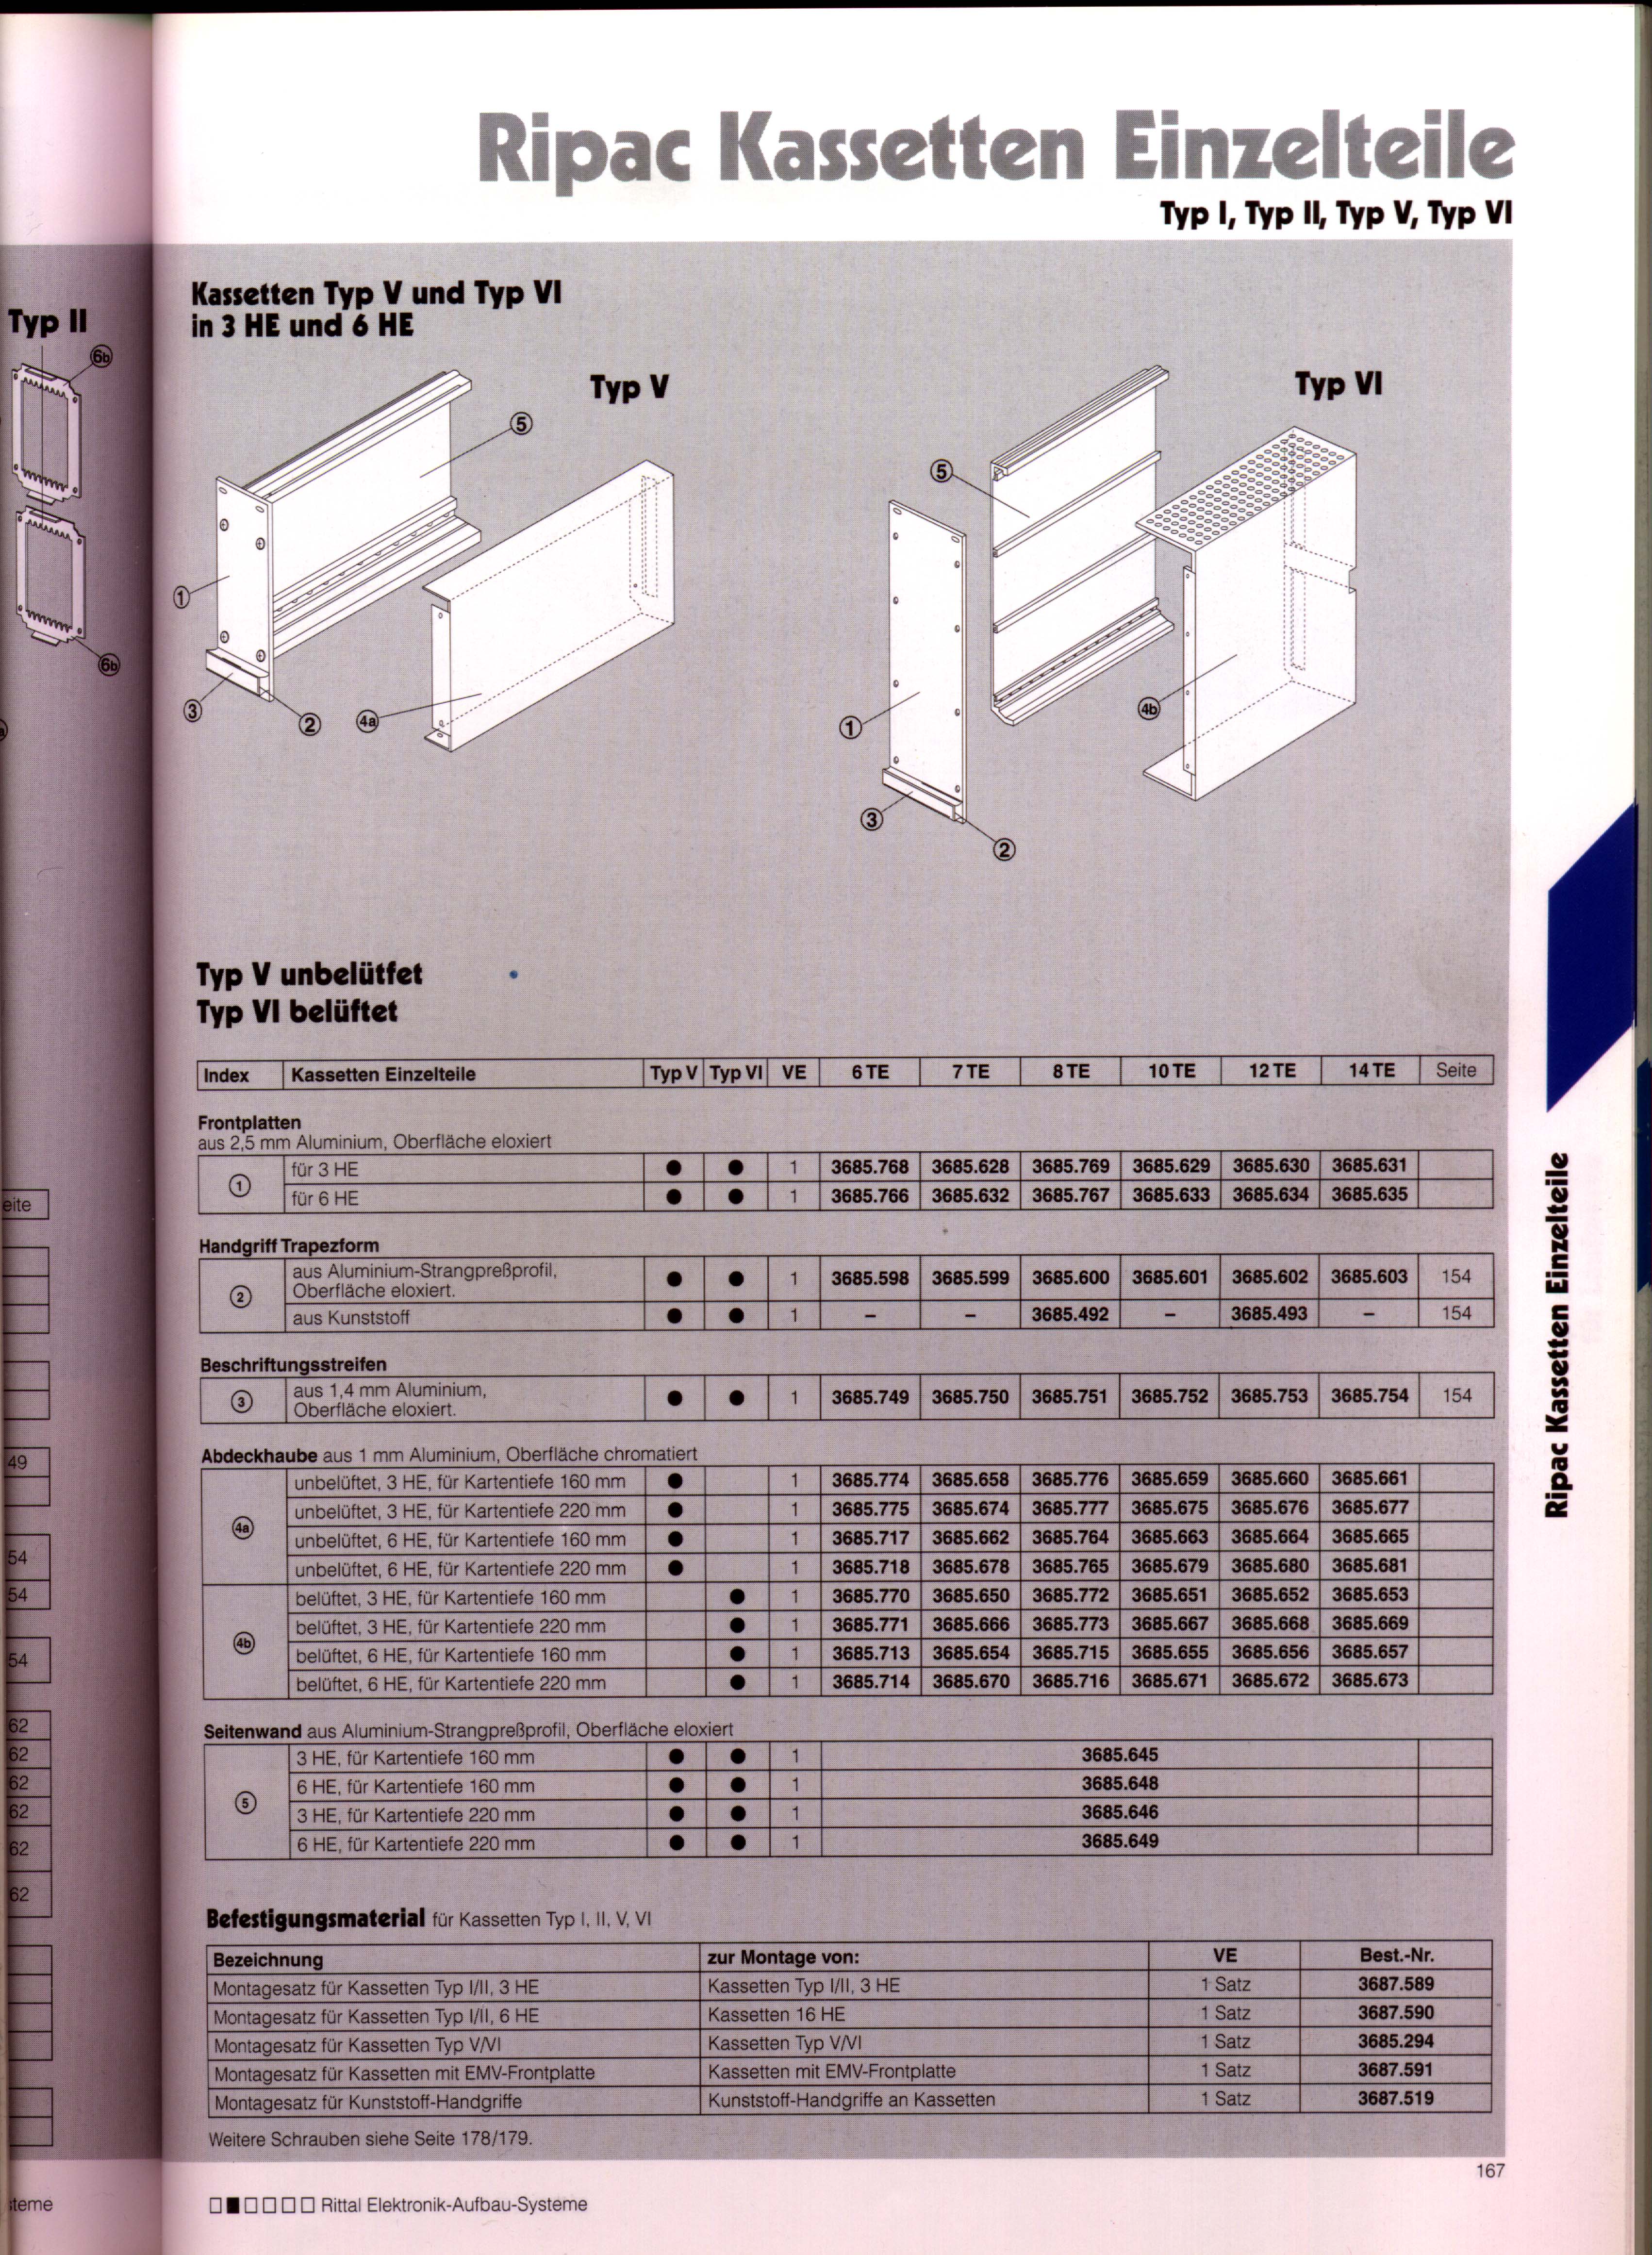 Ripac Kassetten Einzelteile
Typ I, Typ II, Typ V, Typ VI
Typ II
6b
6b
eite
49
54
54
54
62
62
62
62
62
62
teme
Kassetten Typ V und Typ VI
in 3 HE und 6 HE
Typ V
5
1
3
2
4a
Typ VI
5
1
4b
3
2
Typ V unbelütfet
Typ VI belüftet
Index Kassetten Einzelteile Typ V Typ VI VE 6 TE 7 TE 8 TE 10 TE 12 TE 14 TE Seite
Frontplatten
aus 2,5 mm Aluminium, Oberfläche eloxiert
1 für 3 HE ● ● 1 3685.768 3685.628 3685.769 3685.629 3685.630 3685.631
für 6 HE ● ● 1 3685.766 3685.632 3685.767 3685.633 3685.634 3685.635
Handgriff Trapezform
2 aus Aluminium-Strangpreßprofil,
Oberfläche eloxiert. ● ● 1 3685.598 3685.599 3685.600 3685.601 3685.602 3685.603 154
aus Kunststoff ● ● 1 – – 3685.492 – 3685.493 – 154
Beschriftungsstreifen
3 aus 1,4 mm Aluminium,
Oberfläche eloxiert. ● ● 1 3685.749 3685.750 3685.751 3685.752 3685.753 3685.754 154
Abdeckhaube aus 1 mm Aluminium, Oberfläche chromatiert
4a unbelüftet, 3 HE, für Kartentiefe 160 mm ● 1 3685.774 3685.658 3685.776 3685.659 3685.660 3685.661
unbelüftet, 3 HE, für Kartentiefe 220 mm ● 1 3685.775 3685.674 3685.777 3685.675 3685.676 3685.677
unbelüftet, 6 HE, für Kartentiefe 160 mm ● 1 3685.717 3685.662 3685.764 3685.663 3685.664 3685.665
unbelüftet, 6 HE, für Kartentiefe 220 mm ● 1 3685.718 3685.678 3685.765 3685.679 3685.680 3685.681
4b belüftet, 3 HE, für Kartentiefe 160 mm ● 1 3685.770 3685.650 3685.772 3685.651 3685.652 3685.653
belüftet, 3 HE, für Kartentiefe 220 mm ● 1 3685.771 3685.666 3685.773 3685.667 3685.668 3685.669
belüftet, 6 HE, für Kartentiefe 160 mm ● 1 3685.713 3685.654 3685.715 3685.655 3685.656 3685.657
belüftet, 6 HE, für Kartentiefe 220 mm ● 1 3685.714 3685.670 3685.716 3685.671 3685.672 3685.673
Seitenwand aus Aluminium-Strangpreßprofil, Oberfläche eloxiert
5 3 HE, für Kartentiefe 160 mm ● ● 1 3685.645
6 HE, für Kartentiefe 160 mm ● ● 1 3685.648
3 HE, für Kartentiefe 220 mm ● ● 1 3685.646
6 HE, für Kartentiefe 220 mm ● ● 1 3685.649
Befestigungsmaterial für Kassetten Typ I, II, V, VI
Bezeichnung zur Montage von: VE Best.-Nr.
Montagesatz für Kassetten Typ I/II, 3 HE Kassetten Typ I/II, 3 HE 1 Satz 3687.589
Montagesatz für Kassetten Typ I/II, 6 HE Kassetten 16 HE 1 Satz 3687.590
Montagesatz für Kassetten Typ V/VI Kassetten Typ V/VI 1 Satz 3685.294
Montagesatz für Kassetten mit EMV-Frontplatte Kassetten mit EMV-Frontplatte 1 Satz 3687.591
Montagesatz für Kunststoff-Handgriffe Kunststoff-Handgriffe an Kassetten 1 Satz 3687.519
Weitere Schrauben siehe Seite 178/179.
Ripac Kassetten Einzelteile
167
□■□□□□ Rittal Elektronik-Aufbau-Systeme